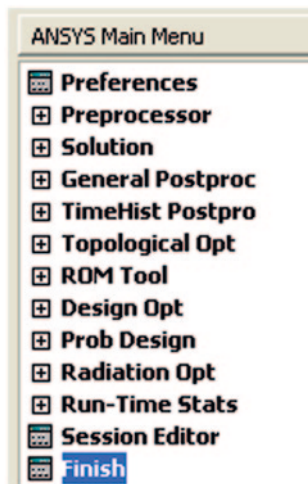 ANSYS Main Menu
Preferences
Preprocessor
Solution
General Postproc
TimeHist Postpro
Topological Opt
ROM Tool
Design Opt
Prob Design
Radiation Opt
Run-Time Stats
Session Editor
Finish